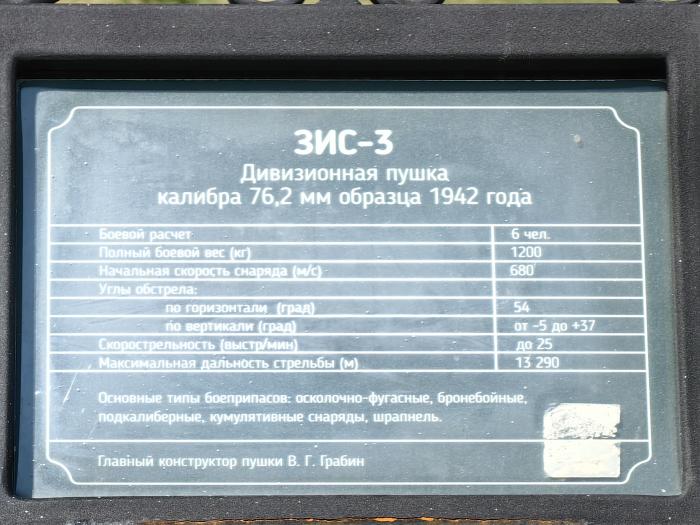 ЗИС-3
Дивизионная пушка
калибра 76,2 мм образца 1942 года
Боевой расчет 6 чел.
Полный боевой вес (кг) 1200
Начальная скорость снаряда (м/с) 680
Углы обстрела:
по горизонтали (град) 54
по вертикали (град) от -5 до +37
Скорострельность (выстр/мин) до 25
Максимальная дальность стрельбы (м) 13 290
Основные типы боеприпасов: осколочно-фугасные, бронебойные,
подкалиберные, кумулятивные снаряды, шрапнель.
Главный конструктор пушки В. Г. Грабин